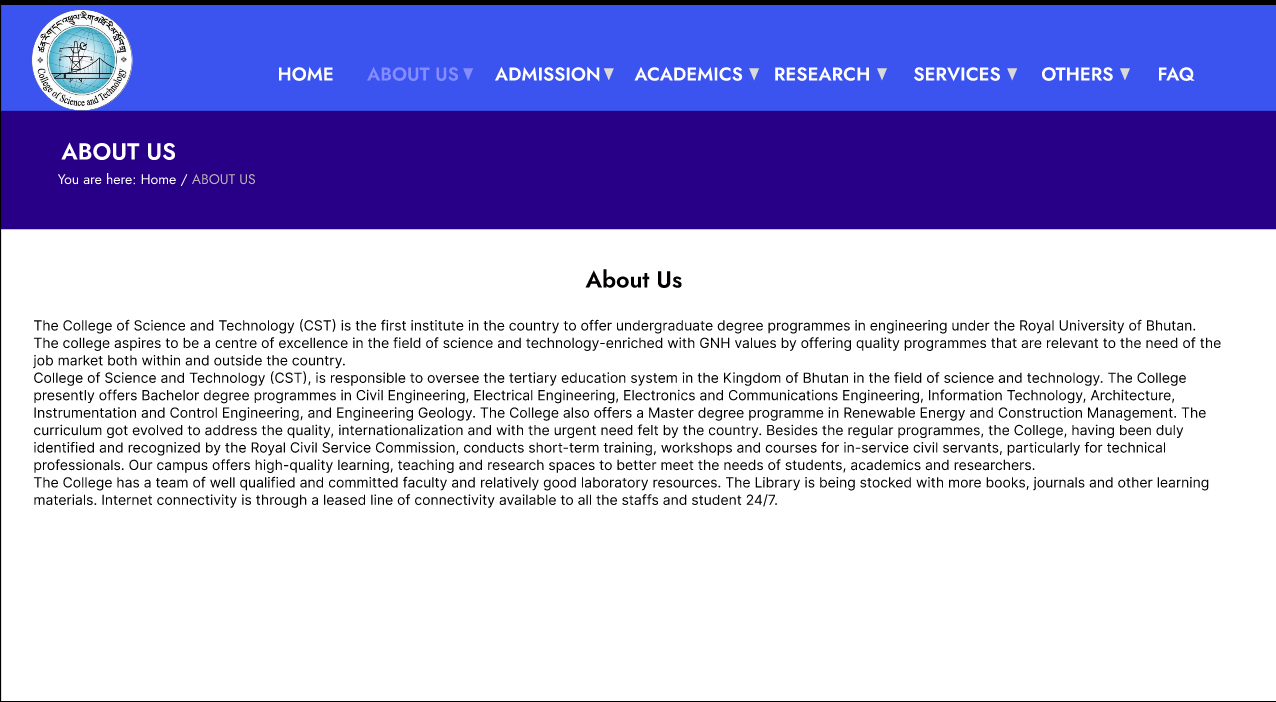 College of Science and Technology
HOME ABOUT US ADMISSION ACADEMICS RESEARCH SERVICES OTHERS FAQ
ABOUT US
You are here: Home / ABOUT US
About Us
The College of Science and Technology (CST) is the first institute in the country to offer undergraduate degree programmes in engineering under the Royal University of Bhutan.
The college aspires to be a centre of excellence in the field of science and technology-enriched with GNH values by offering quality programmes that are relevant to the need of the
job market both within and outside the country.
College of Science and Technology (CST), is responsible to oversee the tertiary education system in the Kingdom of Bhutan in the field of science and technology. The College
presently offers Bachelor degree programmes in Civil Engineering, Electrical Engineering, Electronics and Communications Engineering, Information Technology, Architecture,
Instrumentation and Control Engineering, and Engineering Geology. The College also offers a Master degree programme in Renewable Energy and Construction Management. The
curriculum got evolved to address the quality, internationalization and with the urgent need felt by the country. Besides the regular programmes, the College, having been duly
identified and recognized by the Royal Civil Service Commission, conducts short-term training, workshops and courses for in-service civil servants, particularly for technical
professionals. Our campus offers high-quality learning, teaching and research spaces to better meet the needs of students, academics and researchers.
The College has a team of well qualified and committed faculty and relatively good laboratory resources. The Library is being stocked with more books, journals and other learning
materials. Internet connectivity is through a leased line of connectivity available to all the staffs and student 24/7.